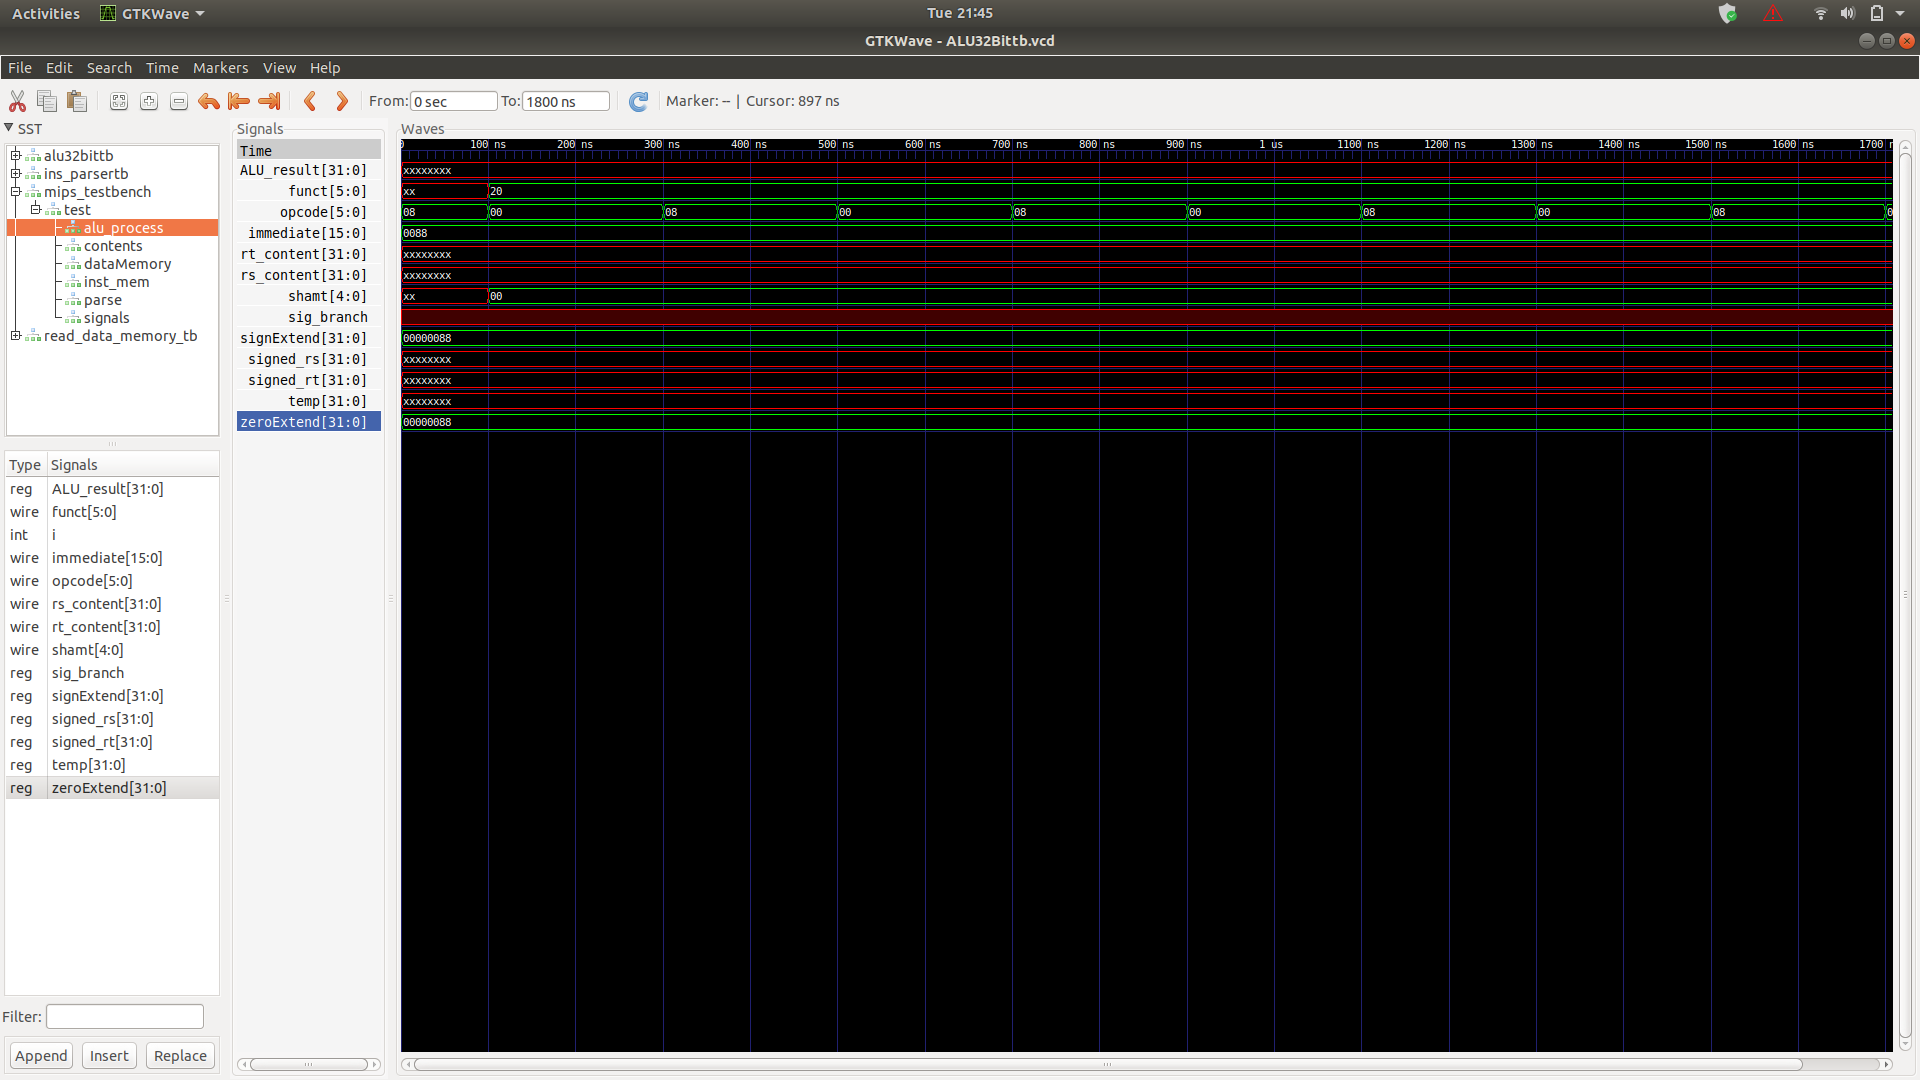 Activities GTKWave Tue 21:45
GTKWave - ALU32Bittb.vcd
File Edit Search Time Markers View Help
From: 0 sec To: 1800 ns Marker: -- | Cursor: 897 ns
SST
alu32bittb
ins_parsertb
mips_testbench
test
alu_process
contents
dataMemory
inst_mem
parse
signals
read_data_memory_tb
Type Signals
reg ALU_result[31:0]
wire funct[5:0]
int i
wire immediate[15:0]
wire opcode[5:0]
wire rs_content[31:0]
wire rt_content[31:0]
wire shamt[4:0]
reg sig_branch
reg signExtend[31:0]
reg signed_rs[31:0]
reg signed_rt[31:0]
reg temp[31:0]
reg zeroExtend[31:0]
Filter:
Append Insert Replace
Signals
Time
ALU_result[31:0]
funct[5:0]
opcode[5:0]
immediate[15:0]
rt_content[31:0]
rs_content[31:0]
shamt[4:0]
sig_branch
signExtend[31:0]
signed_rs[31:0]
signed_rt[31:0]
temp[31:0]
zeroExtend[31:0]
Waves
0 100 ns 200 ns 300 ns 400 ns 500 ns 600 ns 700 ns 800 ns 900 ns 1 us 1100 ns 1200 ns 1300 ns 1400 ns 1500 ns 1600 ns 1700 n
xxxxxxxx
xx 20
08 00 08 00 08 00 08 00 08 0
0088
xxxxxxxx
xxxxxxxx
xx 00
00000088
xxxxxxxx
xxxxxxxx
xxxxxxxx
00000088